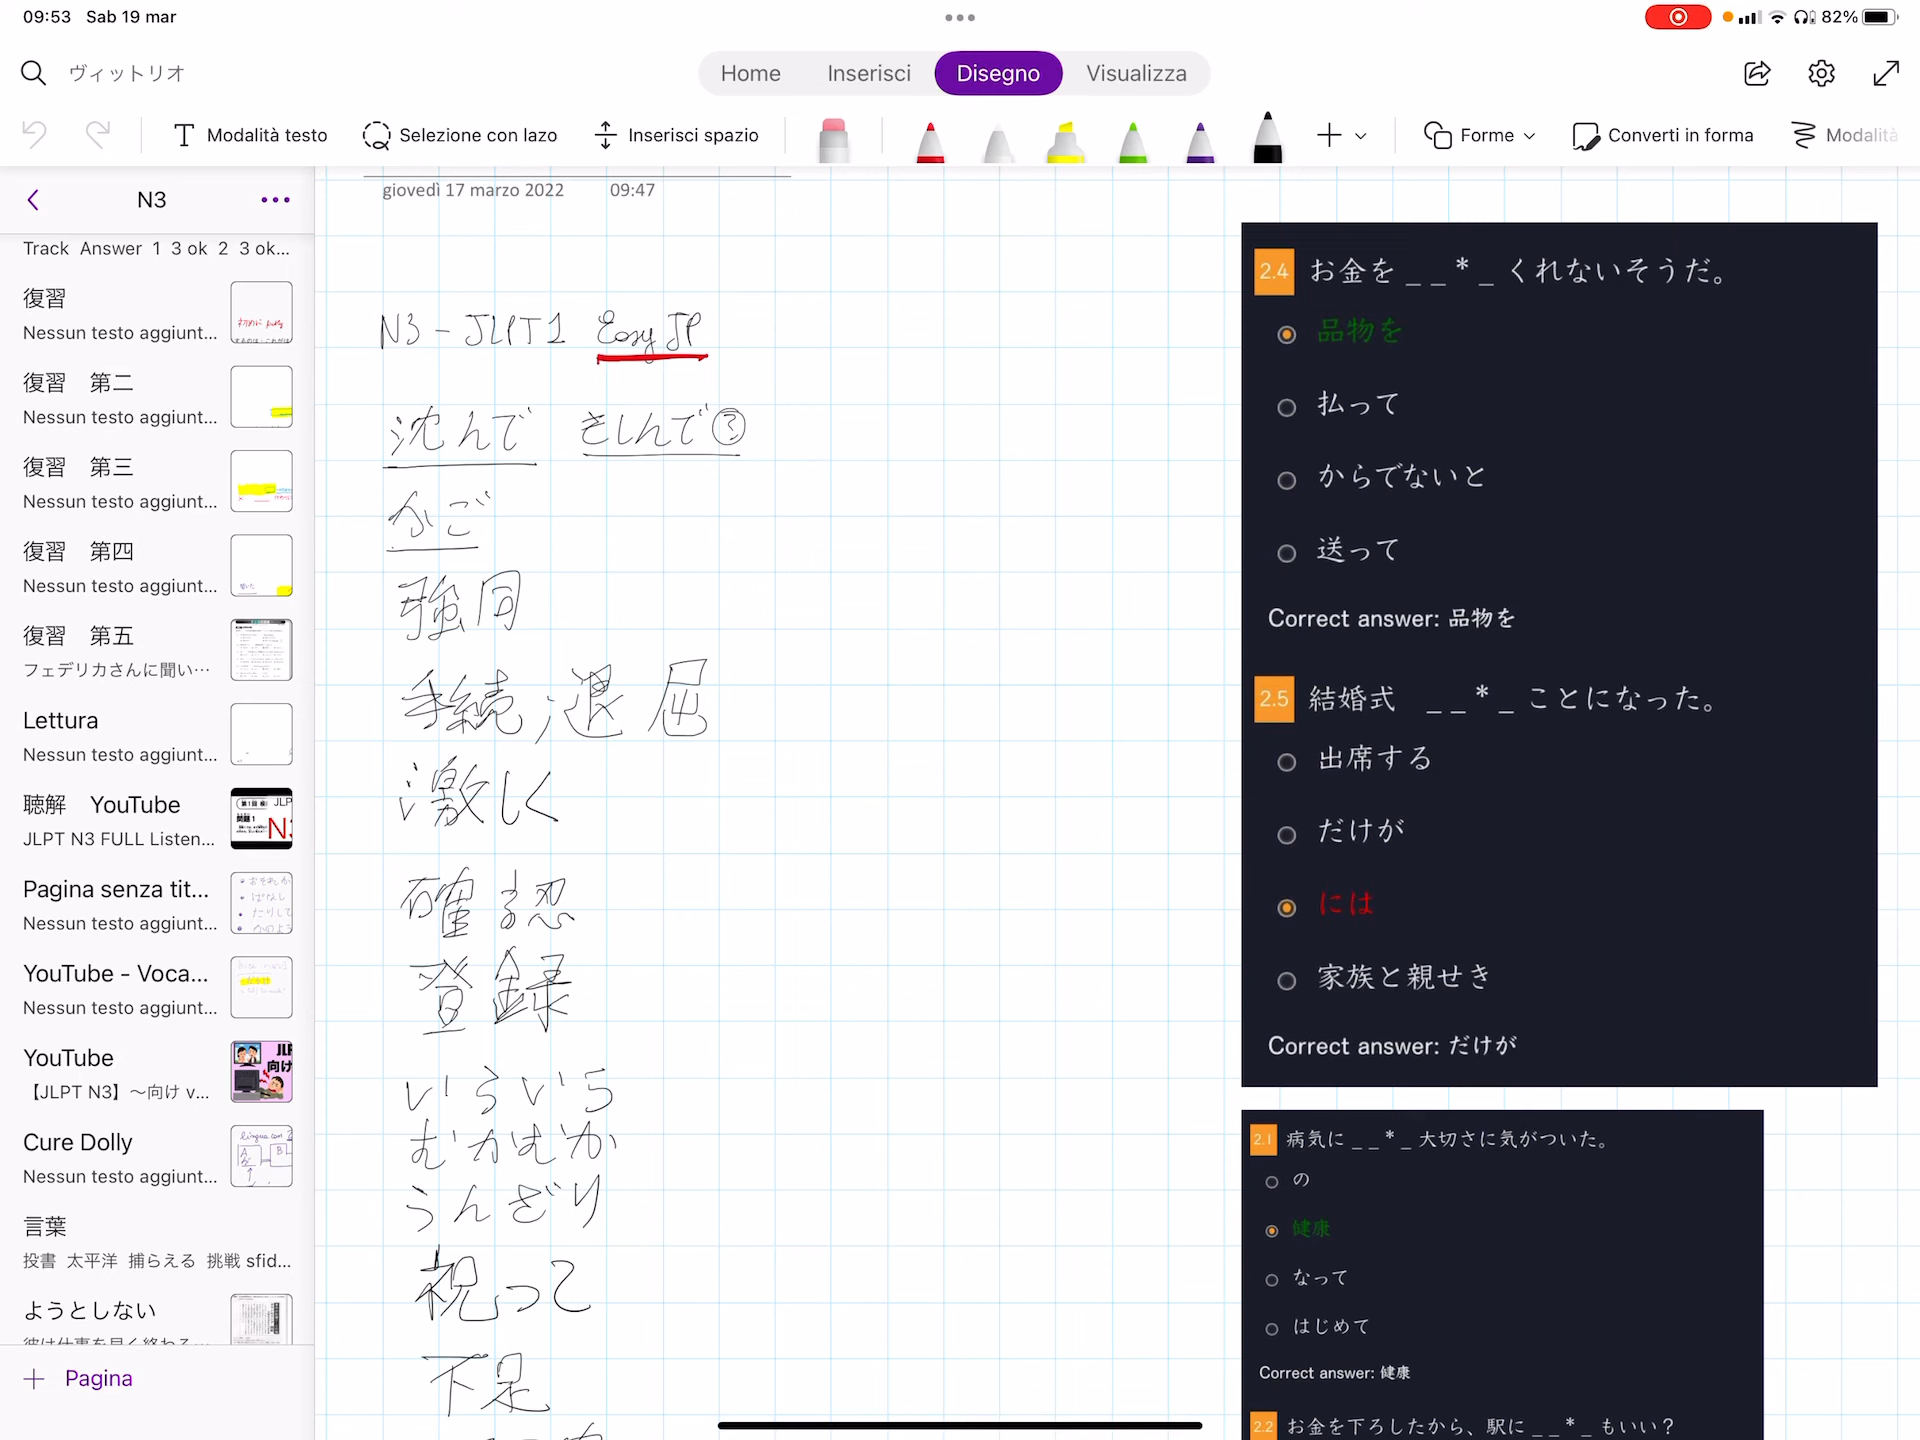 09:53 Sab 19 mar
82%
ヴィットリオ
Home Inserisci Disegno Visualizza
Modalità testo Selezione con lazo Inserisci spazio Forme Converti in forma Modalità
N3
Track Answer 1 3 ok 2 3 ok...
復習
Nessun testo aggiunt...
復習 第二
Nessun testo aggiunt...
復習 第三
Nessun testo aggiunt...
復習 第四
Nessun testo aggiunt...
復習 第五
フェデリカさんに聞い…
Lettura
Nessun testo aggiunt...
聴解 YouTube
JLPT N3 FULL Listen...
Pagina senza tit...
Nessun testo aggiunt...
YouTube - Voca...
Nessun testo aggiunt...
YouTube
【JLPT N3】〜向け v...
Cure Dolly
Nessun testo aggiunt...
言葉
投書 太平洋 捕らえる 挑戦 sfid...
ようとしない
Pagina
giovedì 17 marzo 2022 09:47
N3 - JLPT1 Easy JP
沈んで きしんで
かご
強同
手続, 退屈
激しく
確認
登録
いらいら
むかむか
うんざり
祝って
不足
2.4 お金を _ _ * _ くれないそうだ。
品物を
払って
からでないと
送って
Correct answer: 品物を
2.5 結婚式 _ _ * _ ことになった。
出席する
だけが
には
家族と親せき
Correct answer: だけが
2.1 病気に _ _ * _ 大切さに気がついた。
の
健康
なって
はじめて
Correct answer: 健康
2.2 お金を下ろしたから、駅に _ _ * _ もいい？